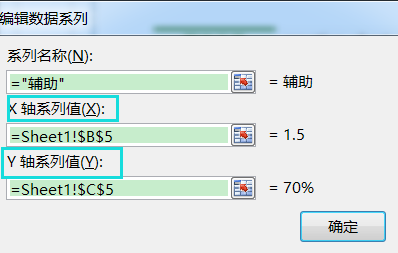 编辑数据系列
系列名称(N):
="辅助" = 辅助
X 轴系列值(X):
=Sheet1!$B$5 = 1.5
Y 轴系列值(Y):
=Sheet1!$C$5 = 70%
确定